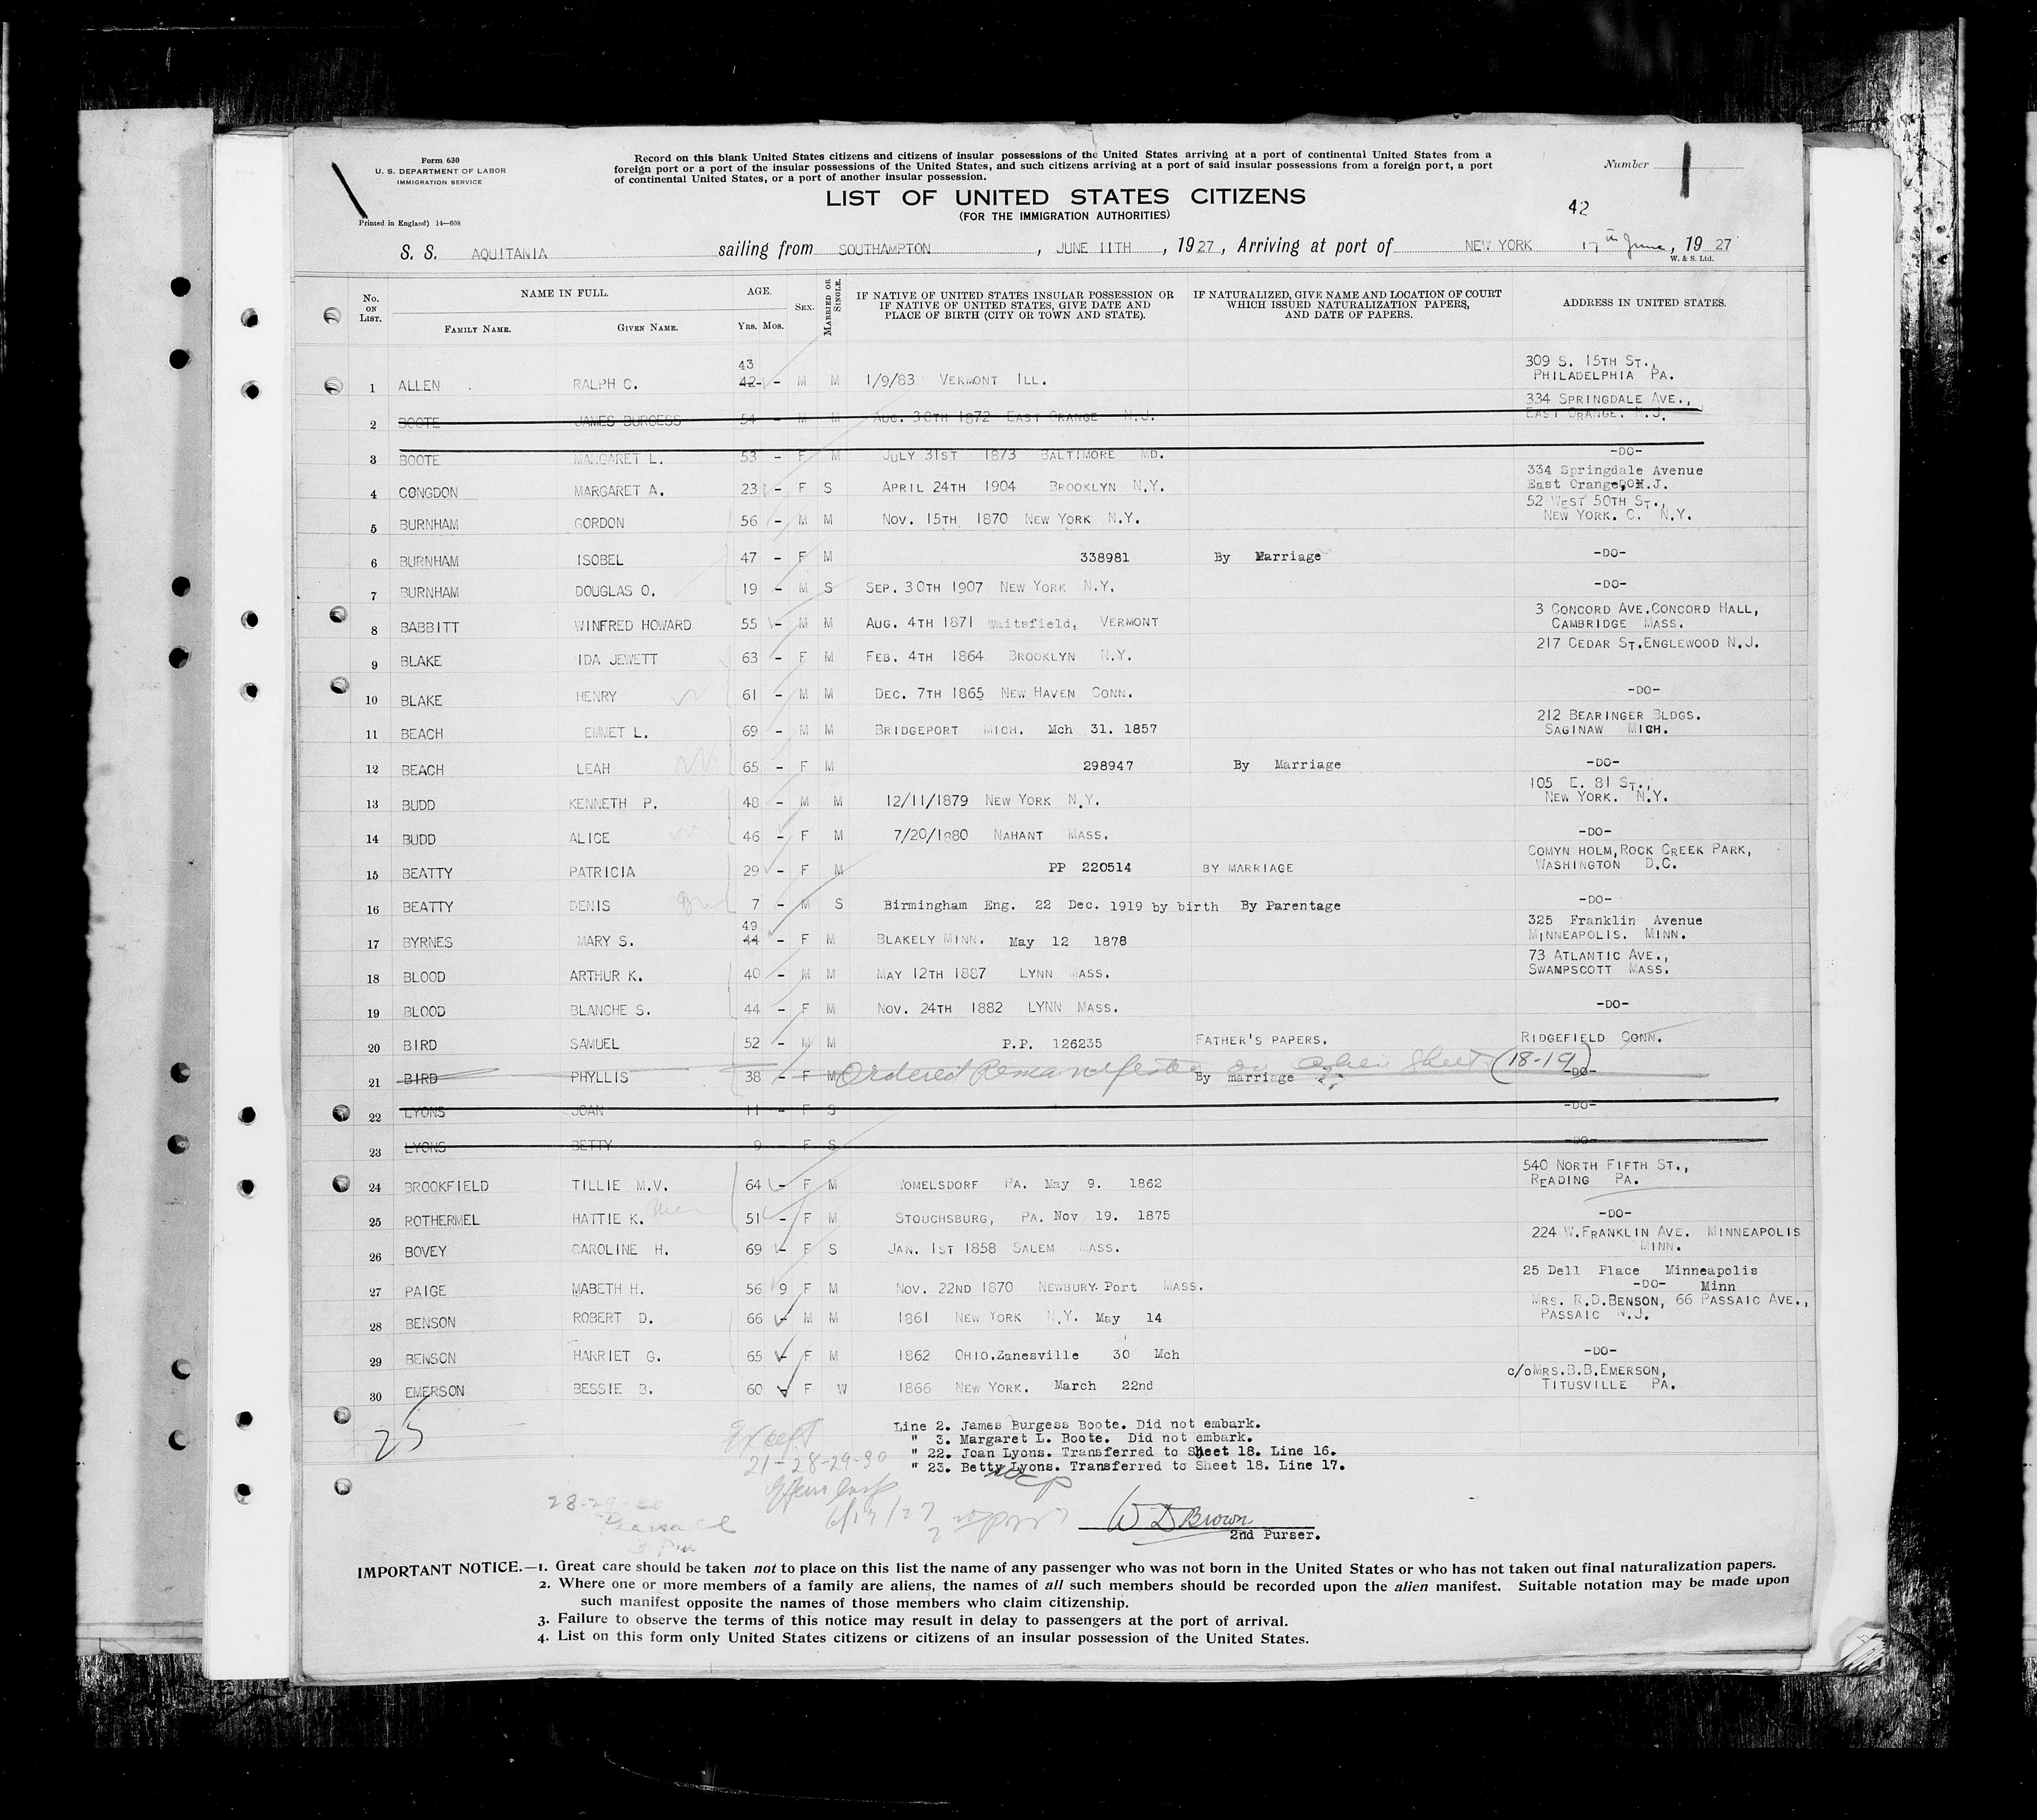 Form 630
U. S. DEPARTMENT OF LABOR
IMMIGRATION SERVICE
Printed in England) 14—608
Record on this blank United States citizens and citizens of insular possessions of the United States arriving at a port of continental United States from a
foreign port or a port of the insular possessions of the United States, and such citizens arriving at a port of said insular possessions from a foreign port, a port
of continental United States, or a port of another insular possession.
Number 1
LIST OF UNITED STATES CITIZENS
(FOR THE IMMIGRATION AUTHORITIES)
42
S. S. AQUITANIA sailing from SOUTHAMPTON, JUNE 11TH, 1927, Arriving at port of NEW YORK 17th June, 1927
W. & S. Ltd.
No. ON LIST. NAME IN FULL. FAMILY NAME. GIVEN NAME. AGE. Yrs. Mos. SEX. MARRIED OR SINGLE. IF NATIVE OF UNITED STATES INSULAR POSSESSION OR IF NATIVE OF UNITED STATES, GIVE DATE AND PLACE OF BIRTH (CITY OR TOWN AND STATE). IF NATURALIZED, GIVE NAME AND LOCATION OF COURT WHICH ISSUED NATURALIZATION PAPERS, AND DATE OF PAPERS. ADDRESS IN UNITED STATES.
1 ALLEN RALPH C. 43 42 - M M 1/9/83 VERMONT ILL. 309 S. 15TH ST., PHILADELPHIA PA.
2 BOOTE JAMES BURGESS 54 - M M AUG. 30TH 1872 EAST ORANGE N.J. 334 SPRINGDALE AVE., EAST ORANGE. N.J.
3 BOOTE MARGARET L. 53 - F M JULY 31ST 1873 BALTIMORE MD. -DO-
4 CONGDON MARGARET A. 23 - F S APRIL 24TH 1904 BROOKLYN N.Y. 334 Springdale Avenue East Orange, N.J.
5 BURNHAM GORDON 56 - M M NOV. 15TH 1870 NEW YORK N.Y. 52 WEST 50TH ST., NEW YORK. C. N.Y.
6 BURNHAM ISOBEL 47 - F M 338981 By Marriage -DO-
7 BURNHAM DOUGLAS O. 19 - M S SEP. 30TH 1907 NEW YORK N.Y. -DO-
8 BABBITT WINFRED HOWARD 55 - M M AUG. 4TH 1871 Waitsfield, VERMONT 3 CONCORD AVE.CONCORD HALL, CAMBRIDGE MASS.
9 BLAKE IDA JEWETT 63 - F M FEB. 4TH 1864 BROOKLYN N.Y. 217 CEDAR ST.ENGLEWOOD N.J.
10 BLAKE HENRY 61 - M M DEC. 7TH 1865 NEW HAVEN CONN. -DO-
11 BEACH EMMET L. 69 - M M BRIDGEPORT MICH. Mch 31. 1857 212 BEARINGER BLDGS. SAGINAW MICH.
12 BEACH LEAH 65 - F M 298947 By Marriage -DO-
13 BUDD KENNETH P. 48 - M M 12/11/1879 NEW YORK N.Y. 105 E. 81 ST., NEW YORK. N.Y.
14 BUDD ALICE 46 - F M 7/20/1880 NAHANT MASS. -DO-
15 BEATTY PATRICIA 29 - F M PP 220514 BY MARRIAGE COMYN HOLM,ROCK CREEK PARK, WASHINGTON D.C.
16 BEATTY DENIS 7 - M S Birmingham Eng. 22 Dec. 1919 by birth By Parentage -DO-
17 BYRNES MARY S. 49 44 - F M BLAKELY MINN. May 12 1878 325 Franklin Avenue MINNEAPOLIS. MINN.
18 BLOOD ARTHUR K. 40 - M M MAY 12TH 1887 LYNN MASS. 73 ATLANTIC AVE., SWAMPSCOTT MASS.
19 BLOOD BLANCHE S. 44 - F M NOV. 24TH 1882 LYNN MASS. -DO-
20 BIRD SAMUEL 52 - M M P.P. 126235 FATHER'S PAPERS. RIDGEFIELD CONN.
21 BIRD PHYLLIS 38 - F M Ordered Remanifested on alien Sheet (18-19) By marriage -DO-
22 LYONS JOAN 11 - F S -DO-
23 LYONS BETTY 9 - F S -DO-
24 BROOKFIELD TILLIE M.V. 64 - F M WOMELSDORF PA. May 9. 1862 540 NORTH FIFTH ST., READING PA.
25 ROTHERMEL HATTIE K. 51 - F M STOUCHSBURG, PA. Nov 19. 1875 -DO-
26 BOVEY CAROLINE H. 69 - F S JAN. 1ST 1858 SALEM MASS. 224 W.FRANKLIN AVE. MINNEAPOLIS MINN.
27 PAIGE MABETH H. 56 9 F M NOV. 22ND 1870 NEWBURY Port MASS. 25 Dell Place Minneapolis -DO- Minn
28 BENSON ROBERT D. 66 - M M 1861 NEW YORK N.Y. May 14 MRS. R.D.BENSON, 66 PASSAIC AVE., PASSAIC N.J.
29 BENSON HARRIET G. 65 - F M 1862 OHIO.Zanesville 30 Mch -DO-
30 EMERSON BESSIE B. 60 - F W 1866 NEW YORK. March 22nd c/o MRS.B.B.EMERSON, TITUSVILLE PA.
25
Line 2. James Burgess Boote. Did not embark.
" 3. Margaret L. Boote. Did not embark.
" 22. Joan Lyons. Transferred to Sheet 18. Line 16.
" 23. Betty Lyons. Transferred to Sheet 18. Line 17.
Except
21-28-29-30
6/17/27
W D Brown
2nd Purser.
IMPORTANT NOTICE.—1. Great care should be taken not to place on this list the name of any passenger who was not born in the United States or who has not taken out final naturalization papers.
2. Where one or more members of a family are aliens, the names of all such members should be recorded upon the alien manifest. Suitable notation may be made upon
such manifest opposite the names of those members who claim citizenship.
3. Failure to observe the terms of this notice may result in delay to passengers at the port of arrival.
4. List on this form only United States citizens or citizens of an insular possession of the United States.